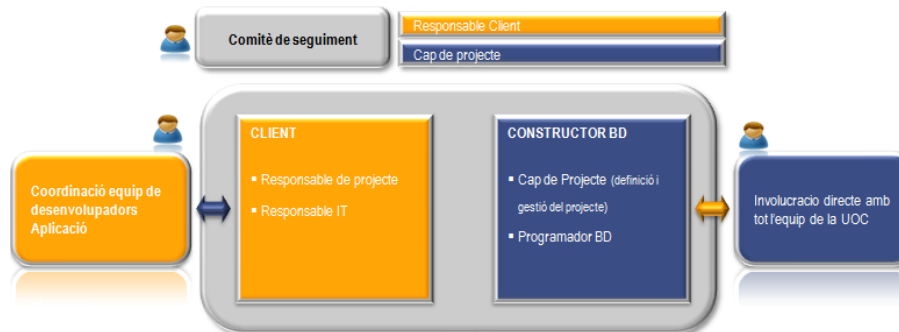 Comitè de seguiment
Responsable Client
Cap de projecte
CLIENT
▪ Responsable de projecte
▪ Responsable IT
CONSTRUCTOR BD
▪ Cap de Projecte (definició i
gestió del projecte)
▪ Programador BD
Coordinació equip de
desenvolupadors
Aplicació
Involucracio directe amb
tot l'equip de la UOC